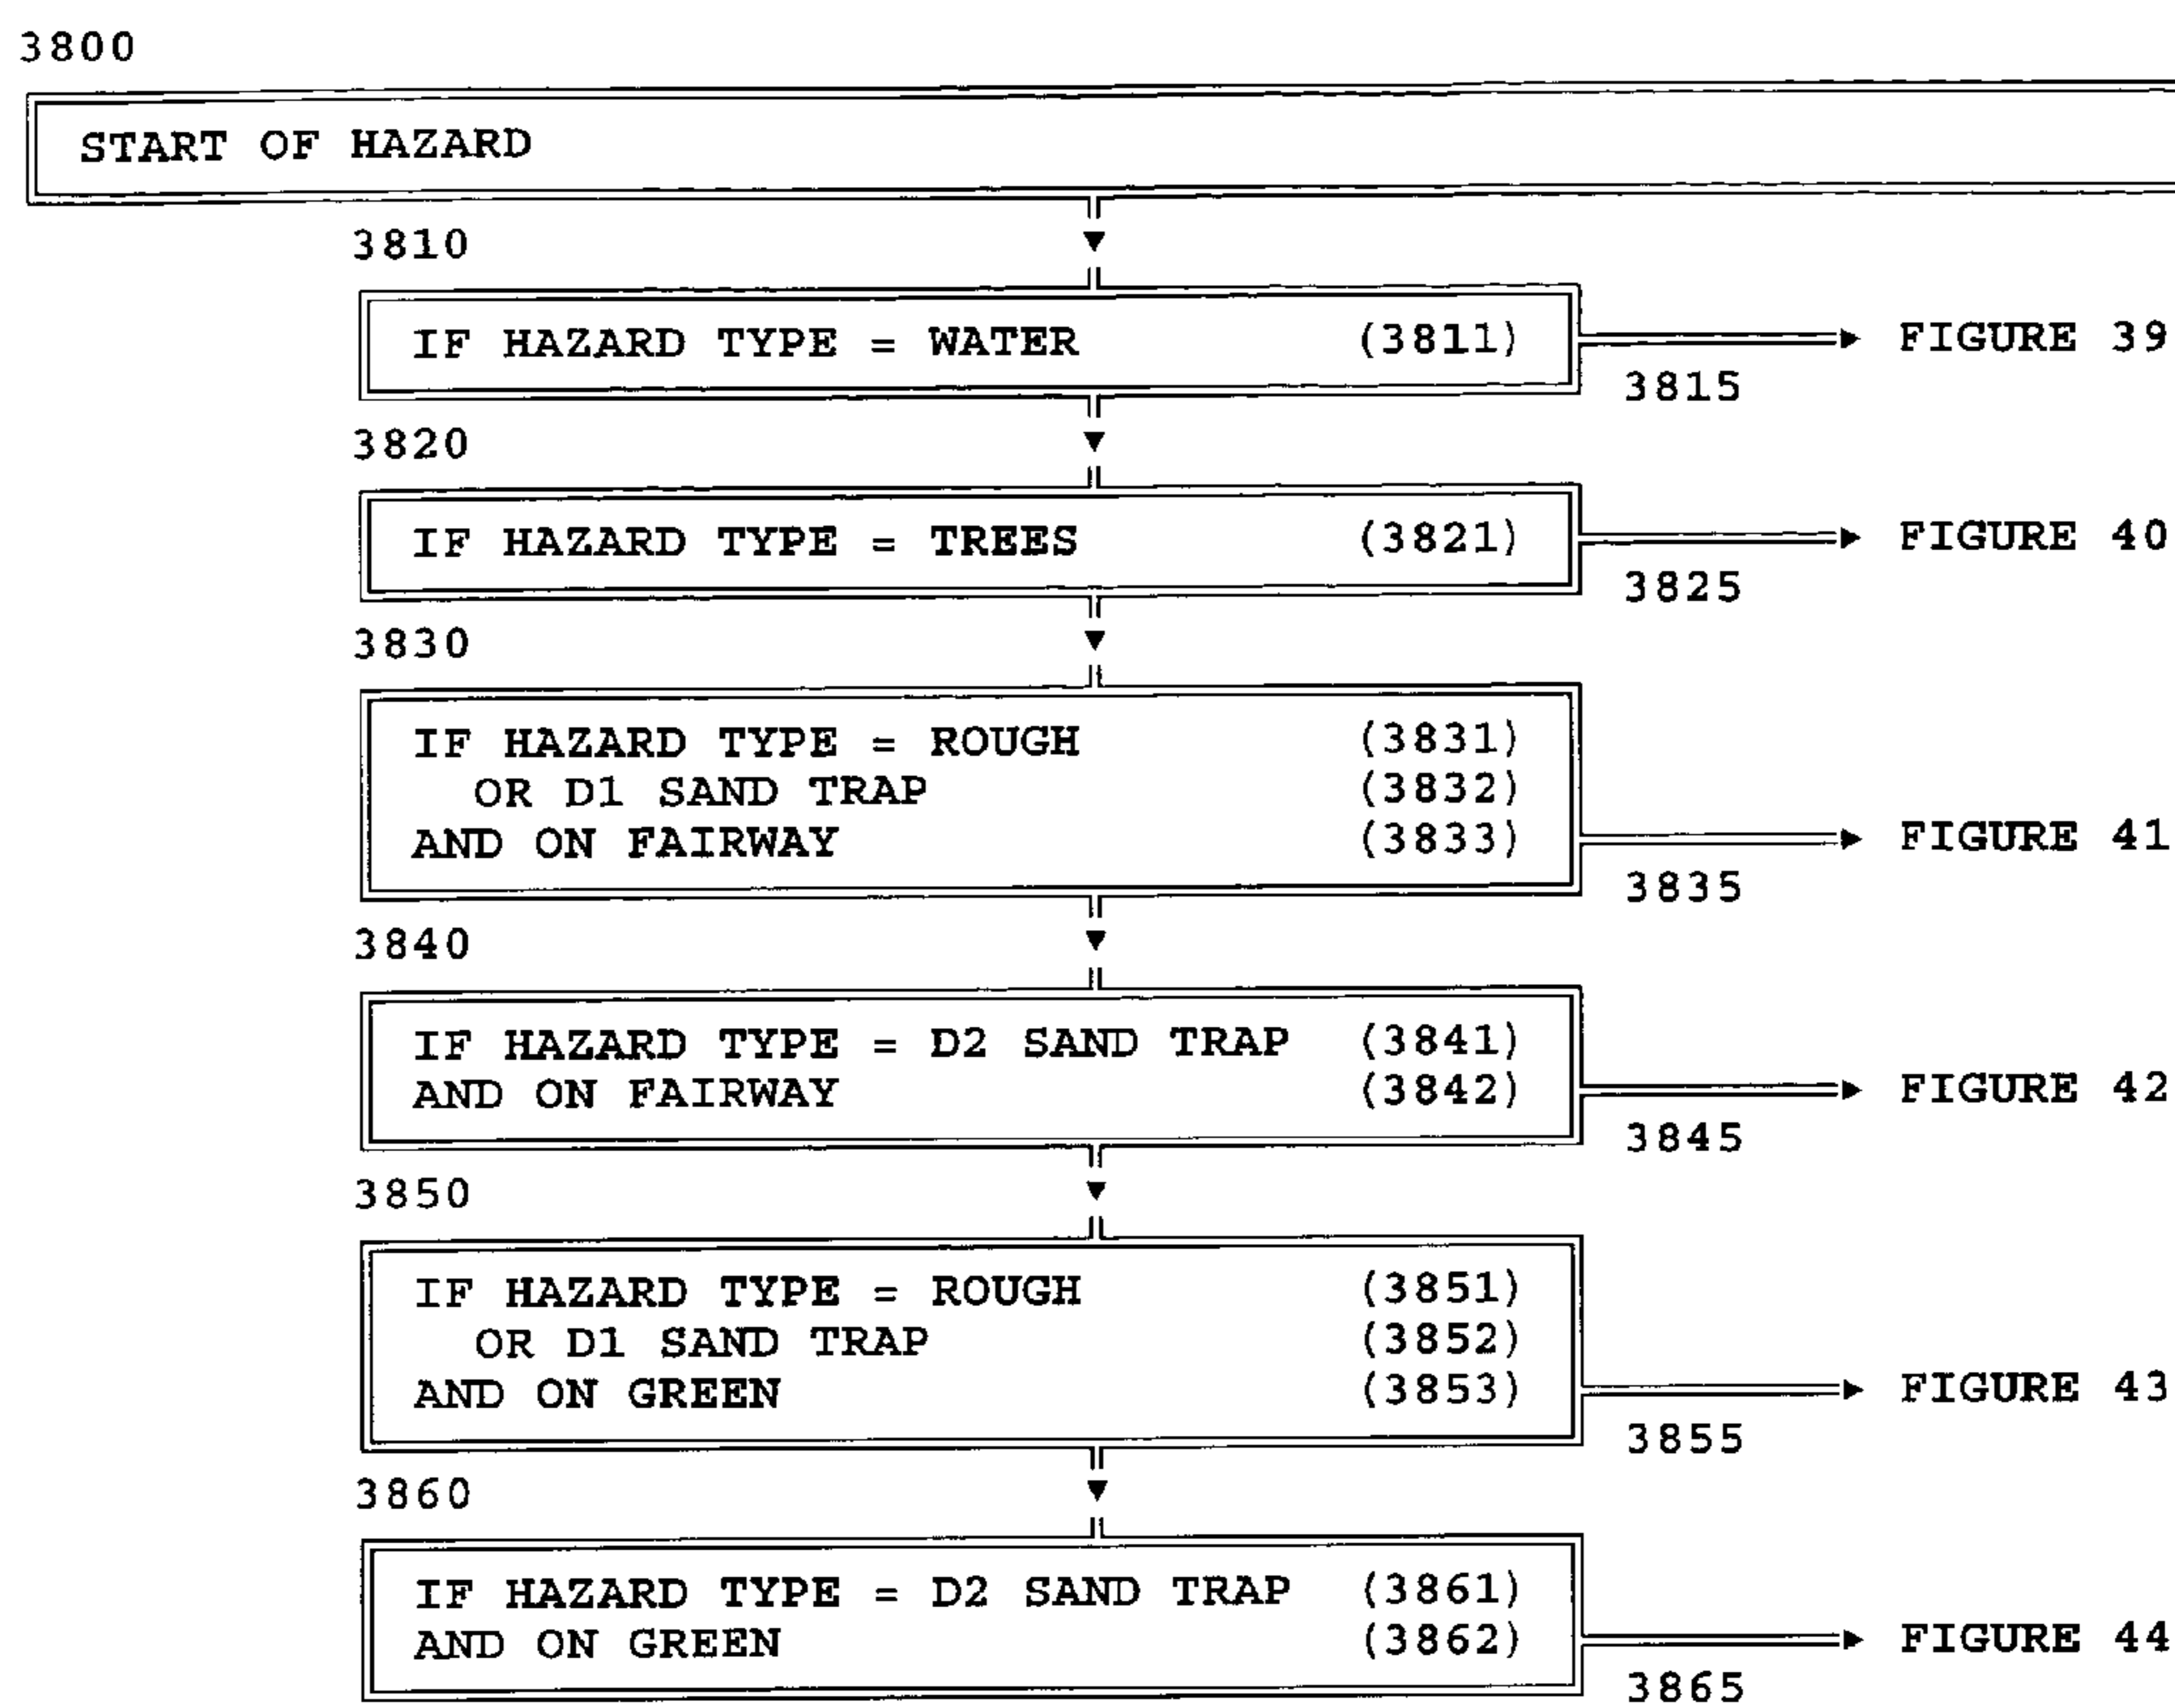 3800
START OF HAZARD
3810
IF HAZARD TYPE = WATER (3811)
FIGURE 39
3815
3820
IF HAZARD TYPE = TREES (3821)
FIGURE 40
3825
3830
IF HAZARD TYPE = ROUGH (3831)
OR D1 SAND TRAP (3832)
AND ON FAIRWAY (3833)
FIGURE 41
3835
3840
IF HAZARD TYPE = D2 SAND TRAP (3841)
AND ON FAIRWAY (3842)
FIGURE 42
3845
3850
IF HAZARD TYPE = ROUGH (3851)
OR D1 SAND TRAP (3852)
AND ON GREEN (3853)
FIGURE 43
3855
3860
IF HAZARD TYPE = D2 SAND TRAP (3861)
AND ON GREEN (3862)
FIGURE 44
3865